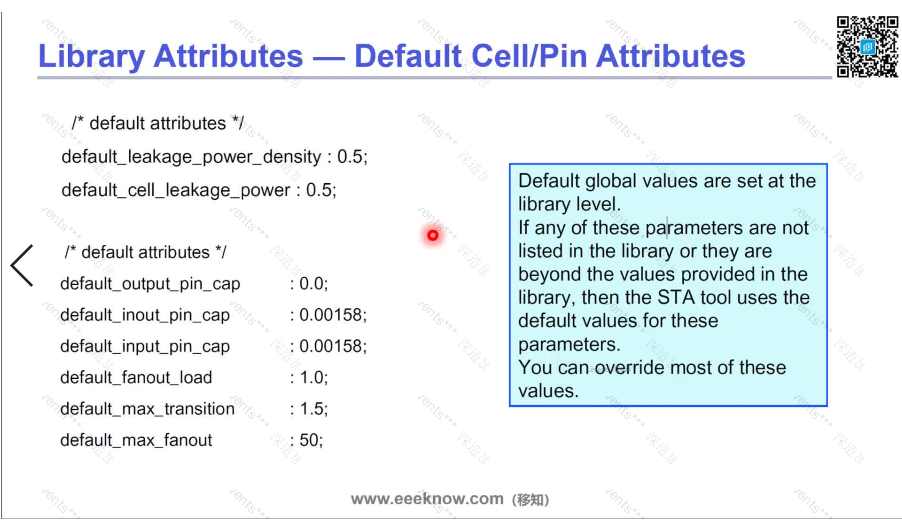 Library Attributes — Default Cell/Pin Attributes
/* default attributes */
default_leakage_power_density : 0.5;
default_cell_leakage_power : 0.5;
/* default attributes */
default_output_pin_cap : 0.0;
default_inout_pin_cap : 0.00158;
default_input_pin_cap : 0.00158;
default_fanout_load : 1.0;
default_max_transition : 1.5;
default_max_fanout : 50;
Default global values are set at the
library level.
If any of these parameters are not
listed in the library or they are
beyond the values provided in the
library, then the STA tool uses the
default values for these
parameters.
You can override most of these
values.
www.eeeknow.com (移知)